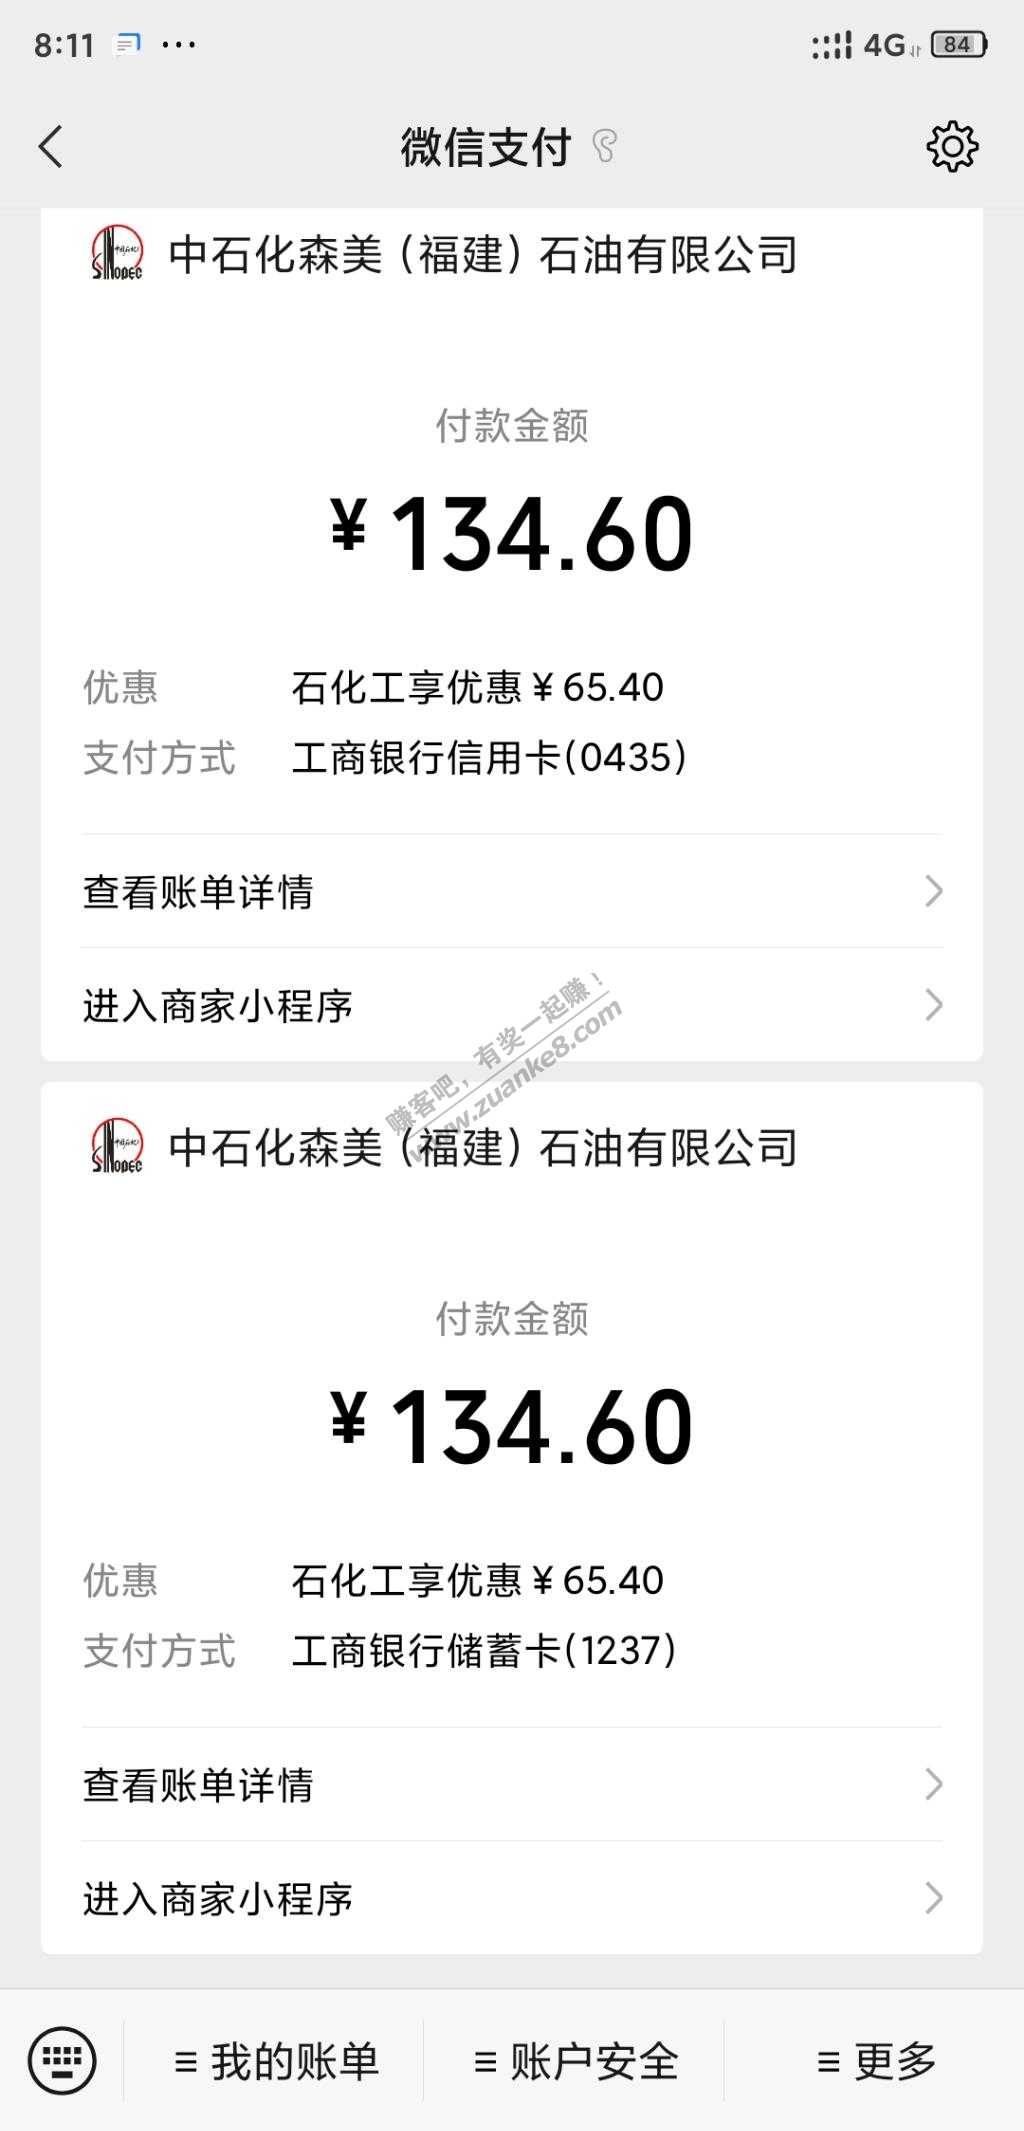 8:11 ··· 4G 84
微信支付
SINOPEC 中石化森美（福建）石油有限公司
付款金额
¥134.60
优惠 石化工享优惠¥65.40
支付方式 工商银行信用卡(0435)
查看账单详情
进入商家小程序
赚客吧，有奖一起赚！
www.zuanke8.com
SINOPEC 中石化森美（福建）石油有限公司
付款金额
¥134.60
优惠 石化工享优惠¥65.40
支付方式 工商银行储蓄卡(1237)
查看账单详情
进入商家小程序
我的账单 账户安全 更多